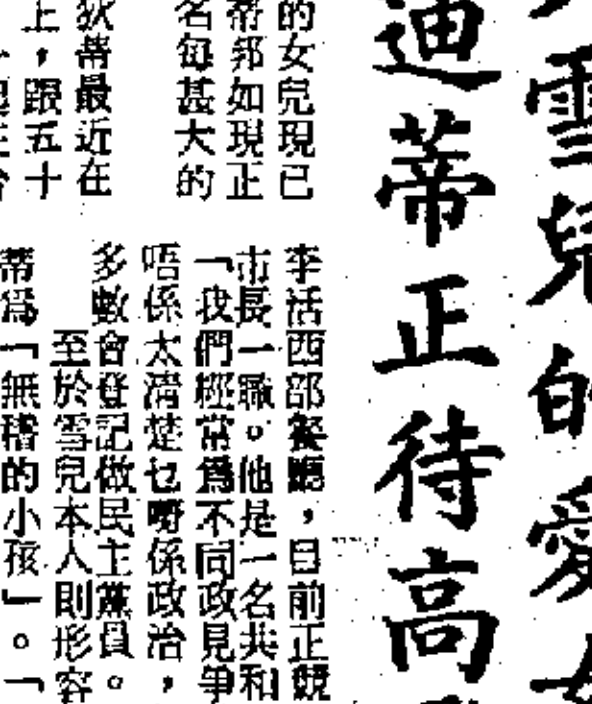 雪兒的愛
迪蒂正待高
的女兒現已
蒂邦如現正
名每甚大的
狄蒂最近在
上，跟五十
李活西部餐廳，目前正競
市長一職。他是一名共和
「我們經常爲不同政見爭
唔係太清楚乜嘢係政治，
多數會登記做民主黨員。
至於雪兒本人則形容
蒂爲「無稽的小孩」。「